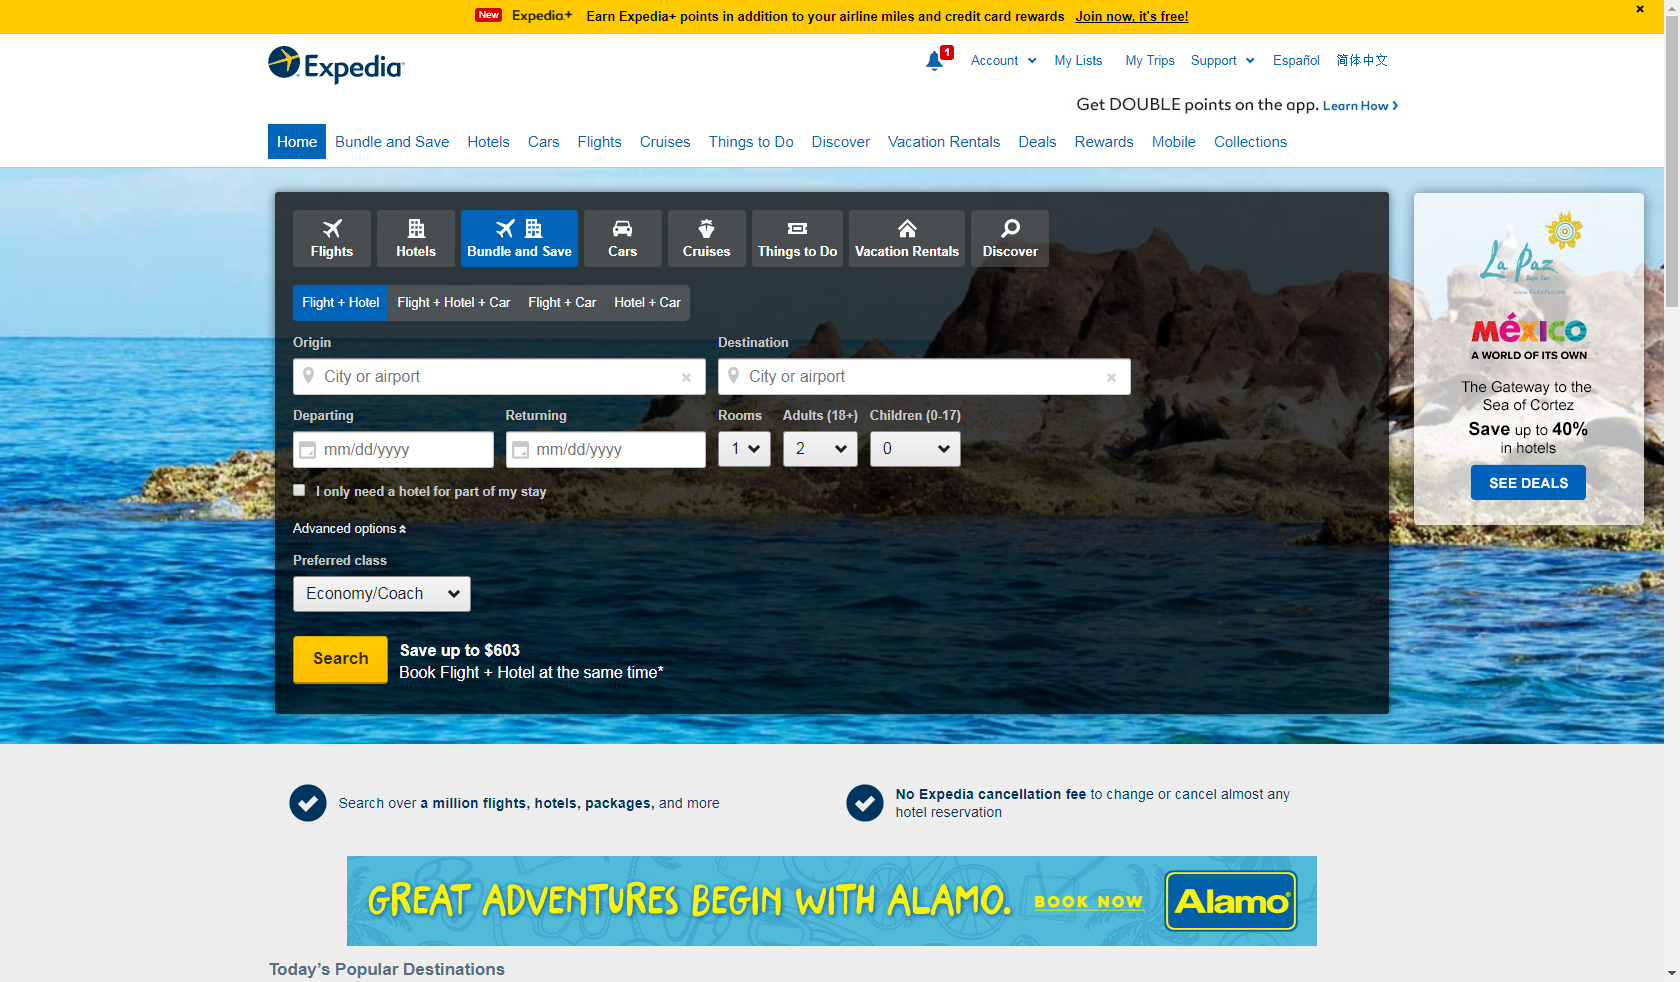 New Expedia+ Earn Expedia+ points in addition to your airline miles and credit card rewards Join now, it's free!
Expedia
1 Account My Lists My Trips Support Español 简体中文
Get DOUBLE points on the app. Learn How
Home Bundle and Save Hotels Cars Flights Cruises Things to Do Discover Vacation Rentals Deals Rewards Mobile Collections
Flights Hotels Bundle and Save Cars Cruises Things to Do Vacation Rentals Discover
Flight + Hotel Flight + Hotel + Car Flight + Car Hotel + Car
Origin Destination
City or airport City or airport
Departing Returning Rooms Adults (18+) Children (0-17)
mm/dd/yyyy mm/dd/yyyy 1 2 0
I only need a hotel for part of my stay
Advanced options
Preferred class
Economy/Coach
Search
Save up to $603
Book Flight + Hotel at the same time*
La Paz
Baja Sur
www.GoLaPaz.com
méxico
A WORLD OF ITS OWN
The Gateway to the
Sea of Cortez
Save up to 40%
in hotels
SEE DEALS
Search over a million flights, hotels, packages, and more
No Expedia cancellation fee to change or cancel almost any
hotel reservation
GREAT ADVENTURES BEGIN WITH ALAMO. BOOK NOW Alamo®
Today's Popular Destinations